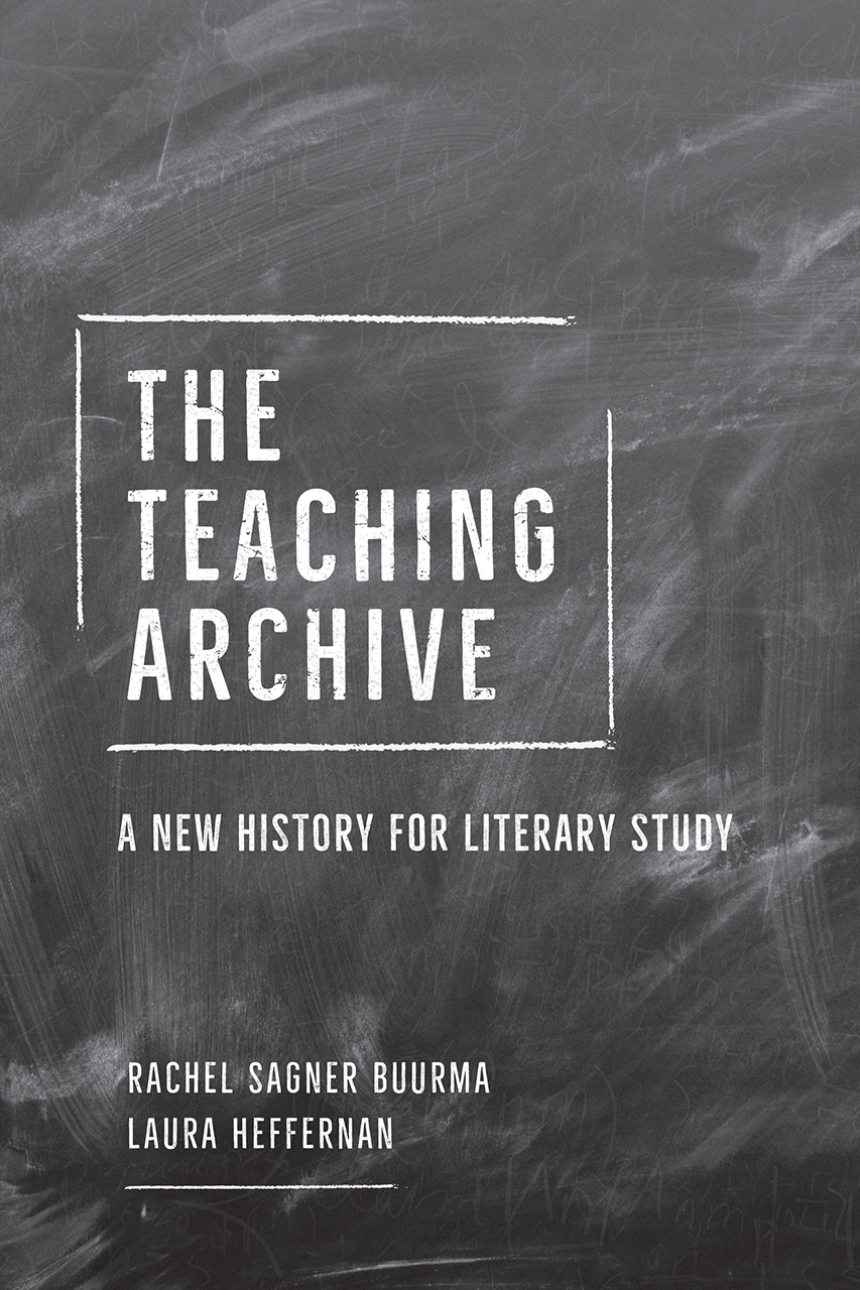 THE
TEACHING
ARCHIVE
A NEW HISTORY FOR LITERARY STUDY
RACHEL SAGNER BUURMA
LAURA HEFFERNAN